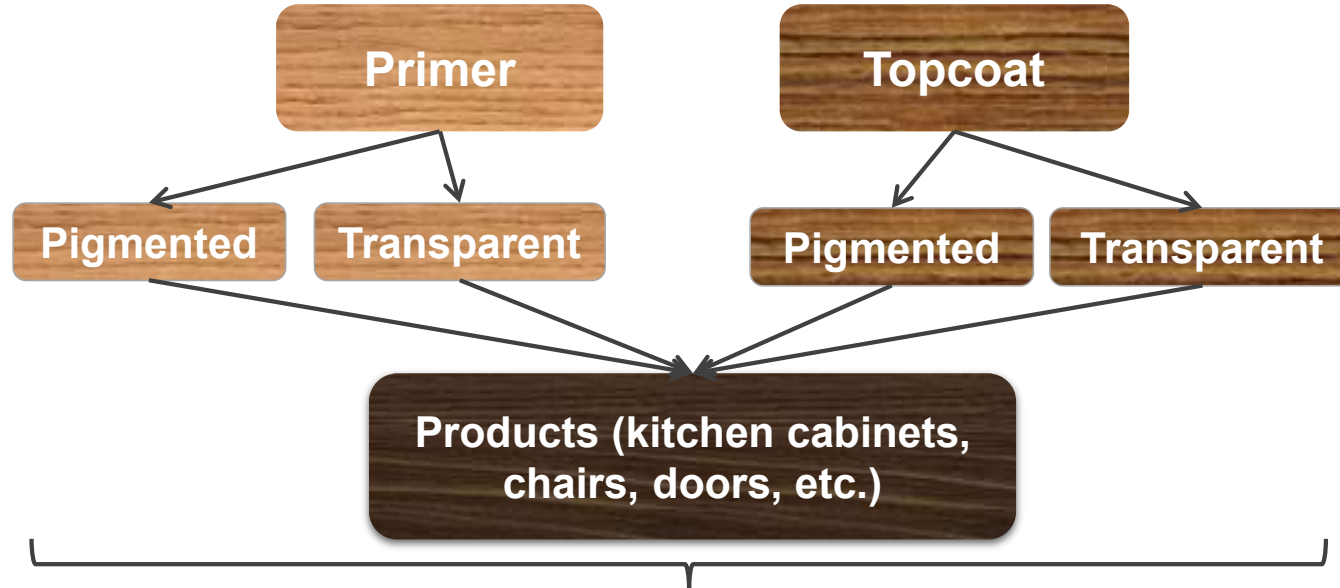 Primer
Topcoat
Pigmented
Transparent
Pigmented
Transparent
Products (kitchen cabinets,
chairs, doors, etc.)